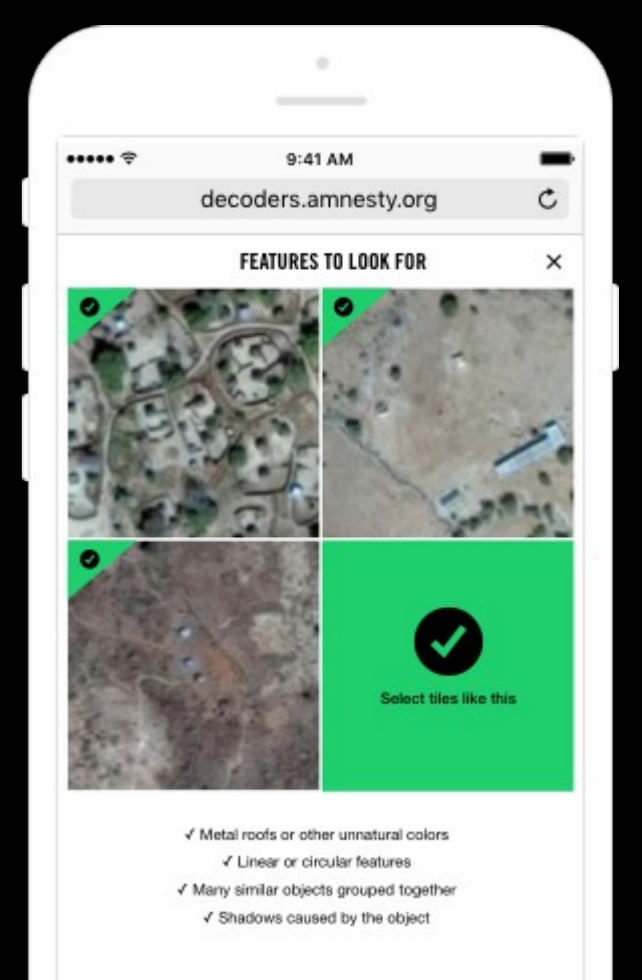 9:41 AM
decoders.amnesty.org
FEATURES TO LOOK FOR
Select tiles like this
✓ Metal roofs or other unnatural colors
✓ Linear or circular features
✓ Many similar objects grouped together
✓ Shadows caused by the object